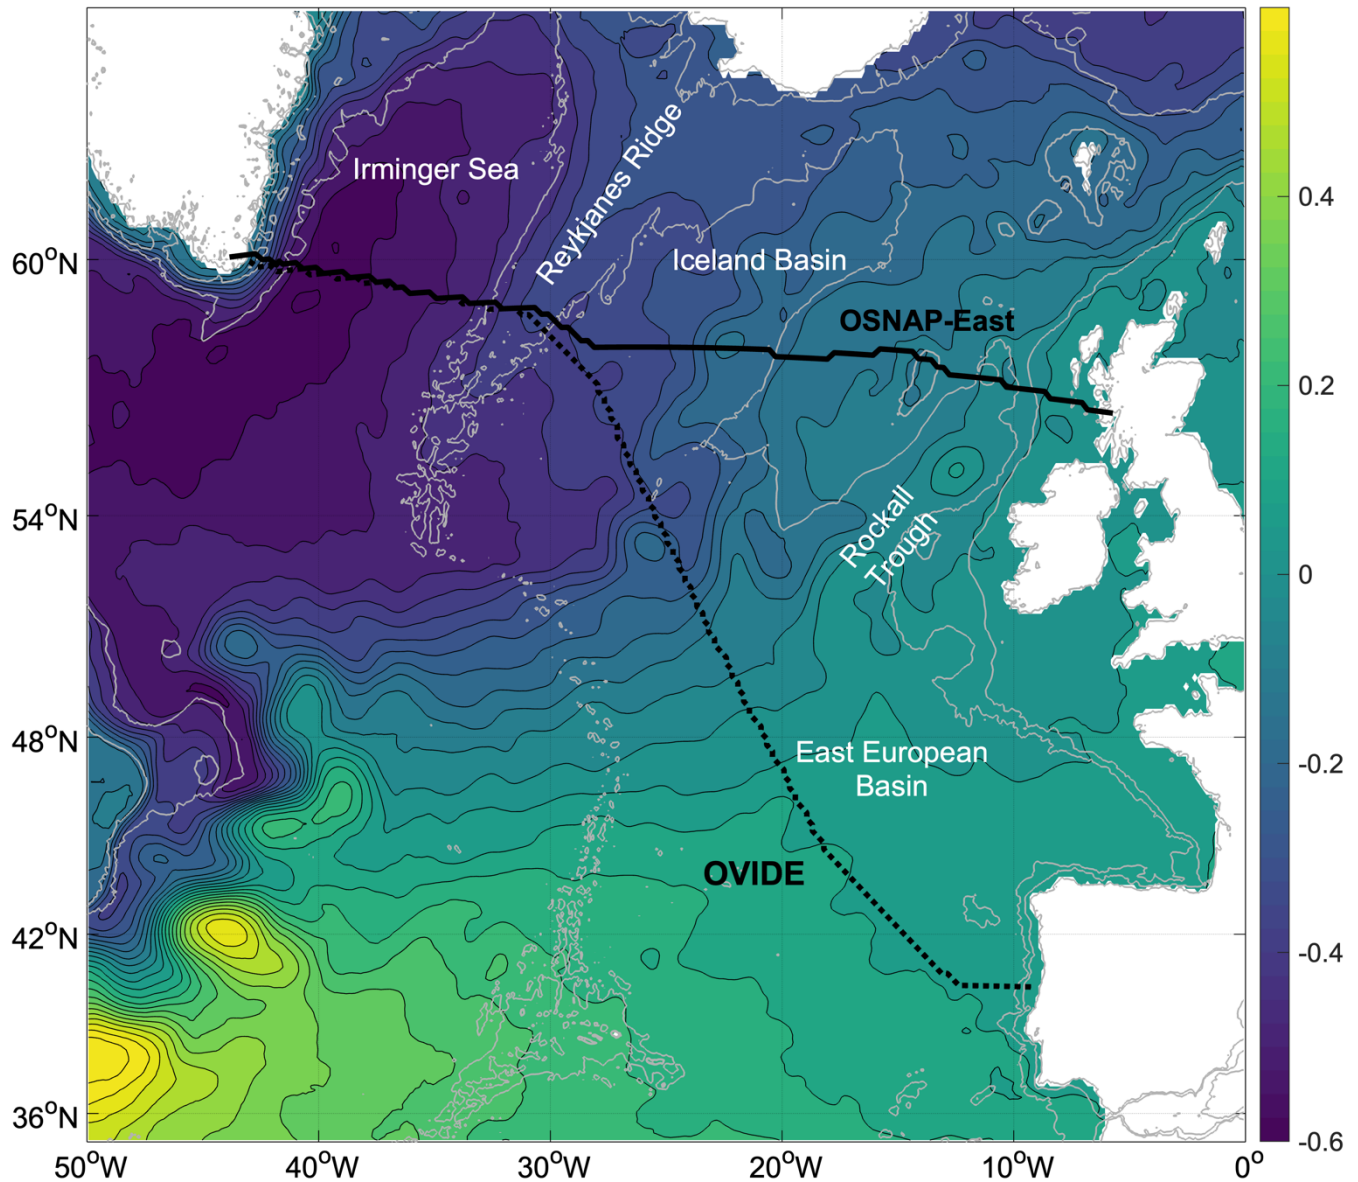 Irminger Sea
Reykjanes Ridge
Iceland Basin
OSNAP-East
Rockall
Trough
East European
Basin
OVIDE
60°N
54°N
48°N
42°N
36°N
50°W
40°W
30°W
20°W
10°W
0°
0.4
0.2
0
-0.2
-0.4
-0.6